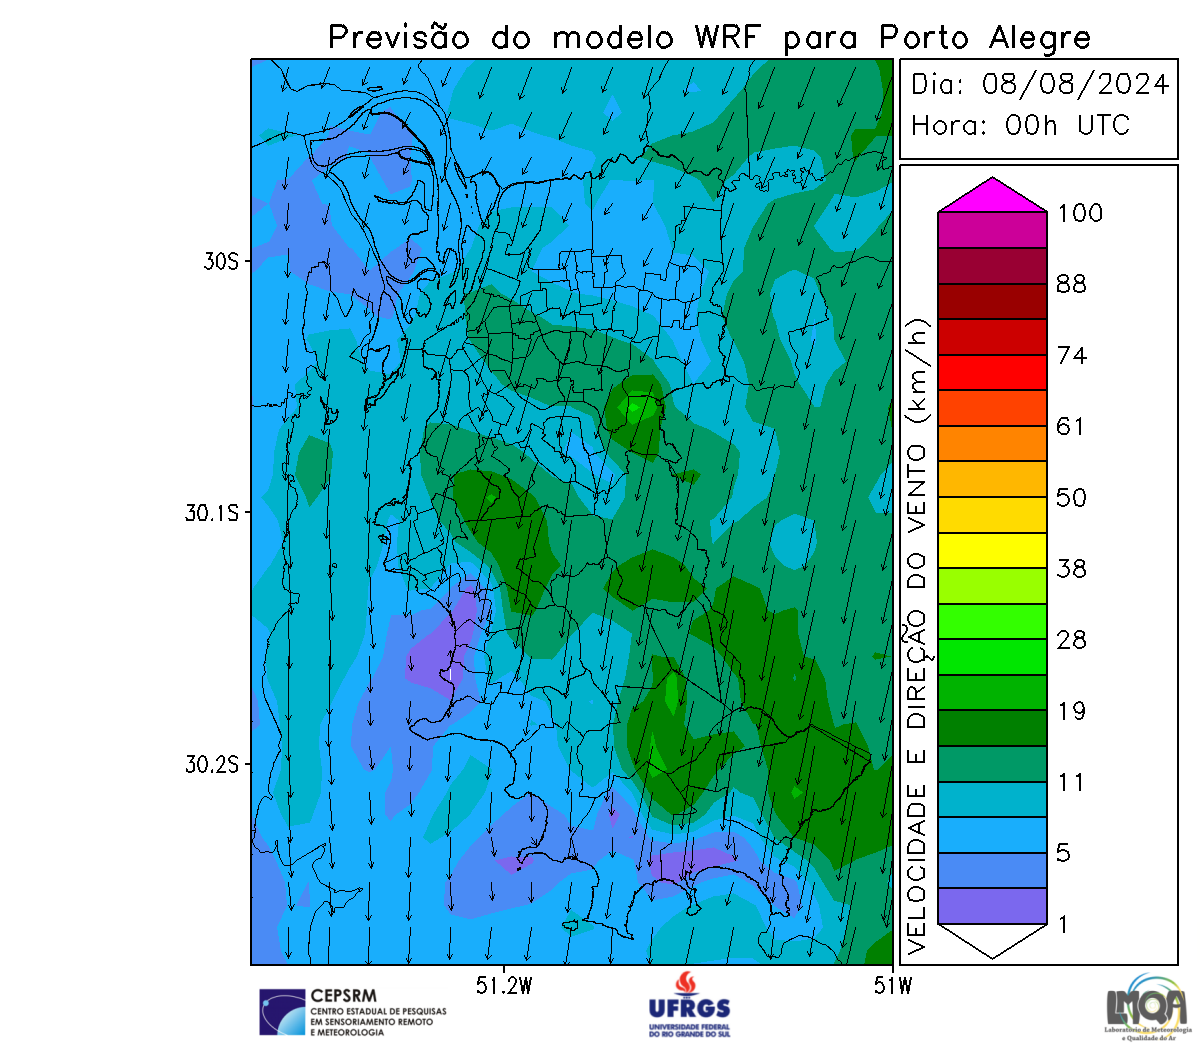 Previsão do modelo WRF para Porto Alegre
Dia: 08/08/2024
Hora: 00h UTC
100
88
74
61
50
38
28
19
11
5
1
VELOCIDADE E DIREÇÃO DO VENTO (km/h)
30S
30.1S
30.2S
51.2W
51W
CEPSRM
CENTRO ESTADUAL DE PESQUISAS
EM SENSORIAMENTO REMOTO
E METEOROLOGIA
UFRGS
UNIVERSIDADE FEDERAL
DO RIO GRANDE DO SUL
LMQA
Laboratório de Meteorologia
e Qualidade do Ar